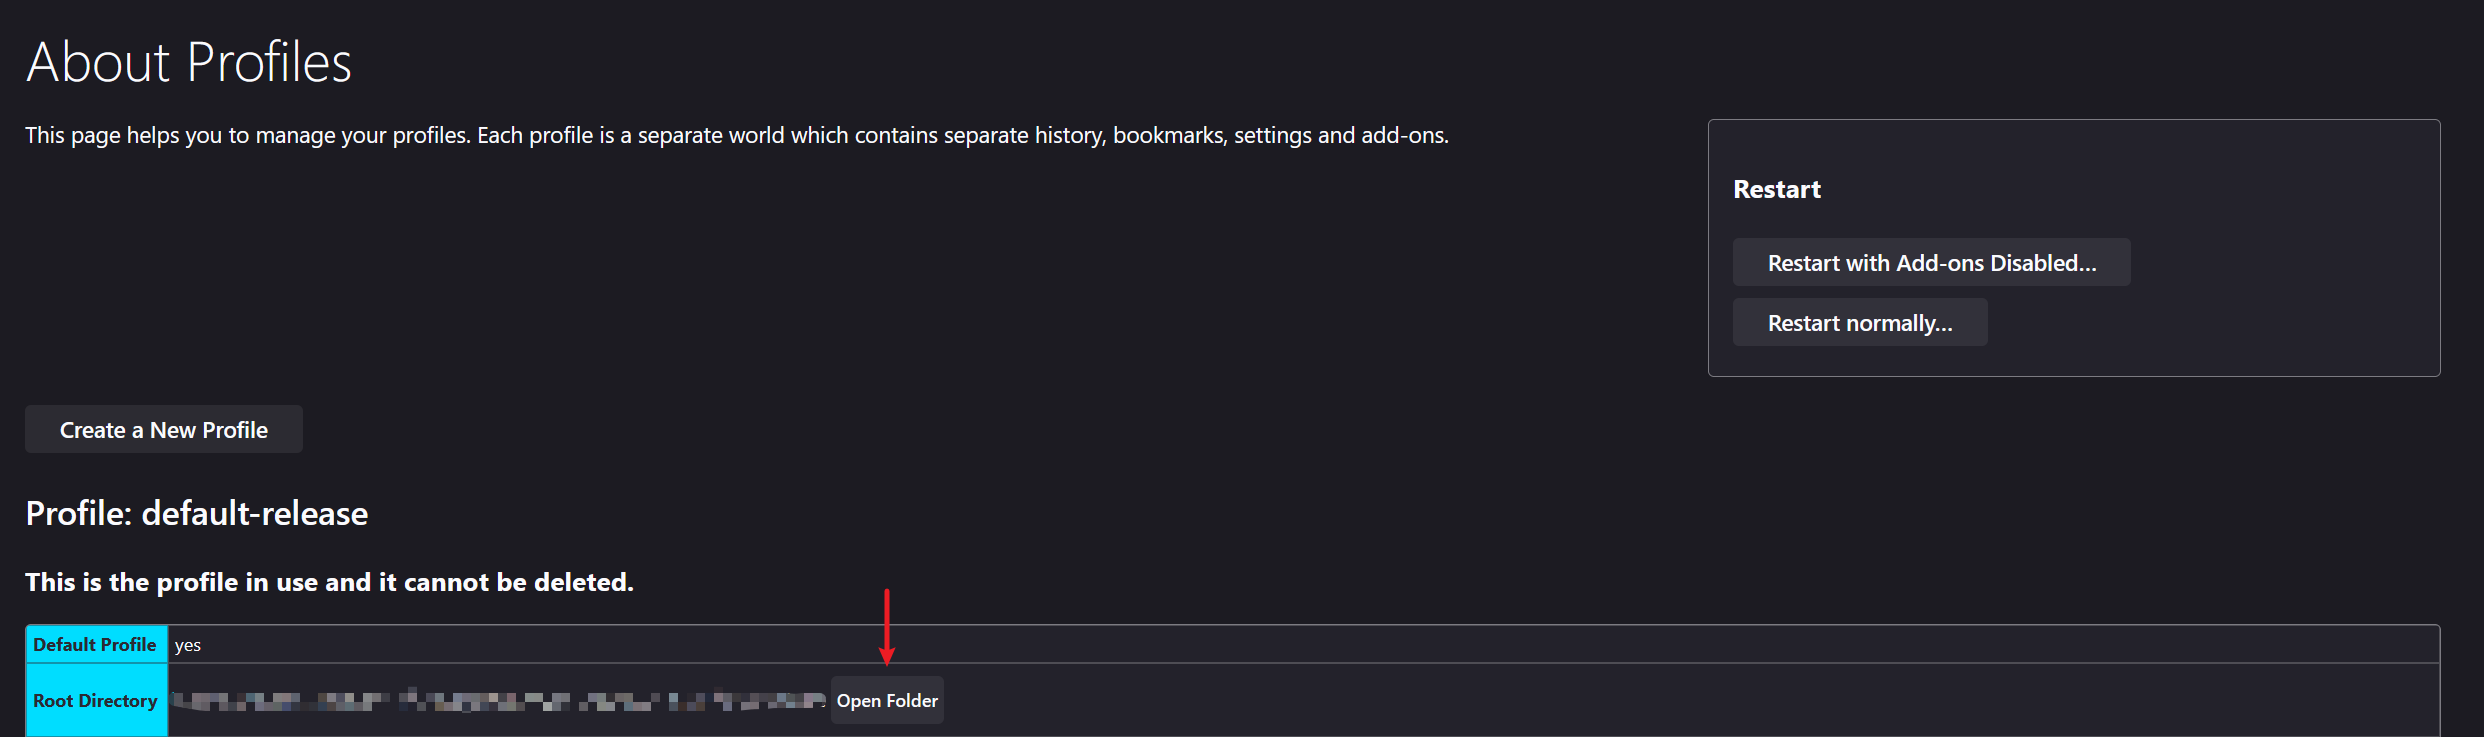 About Profiles
This page helps you to manage your profiles. Each profile is a separate world which contains separate history, bookmarks, settings and add-ons.
Restart
Restart with Add-ons Disabled...
Restart normally...
Create a New Profile
Profile: default-release
This is the profile in use and it cannot be deleted.
Default Profile yes
Root Directory Open Folder